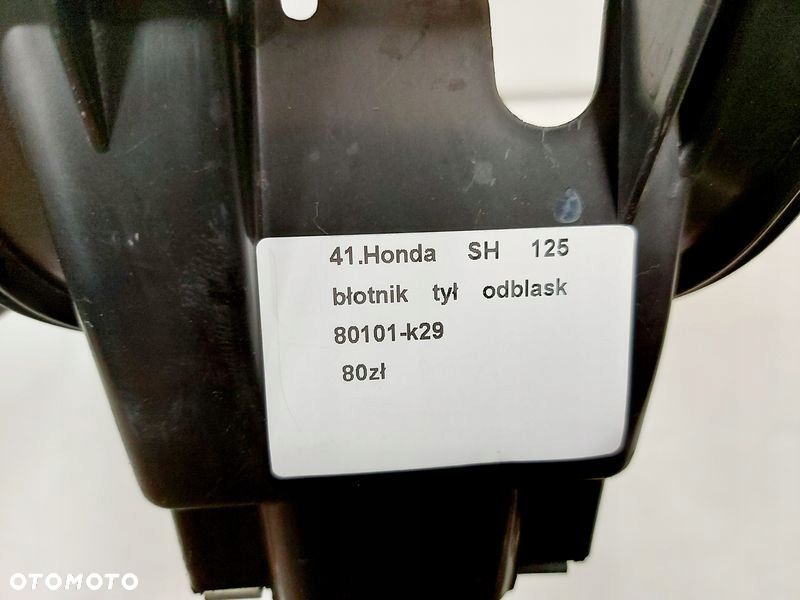 41.Honda SH 125
błotnik tył odblask
80101-k29
80zł
OTOMOTO